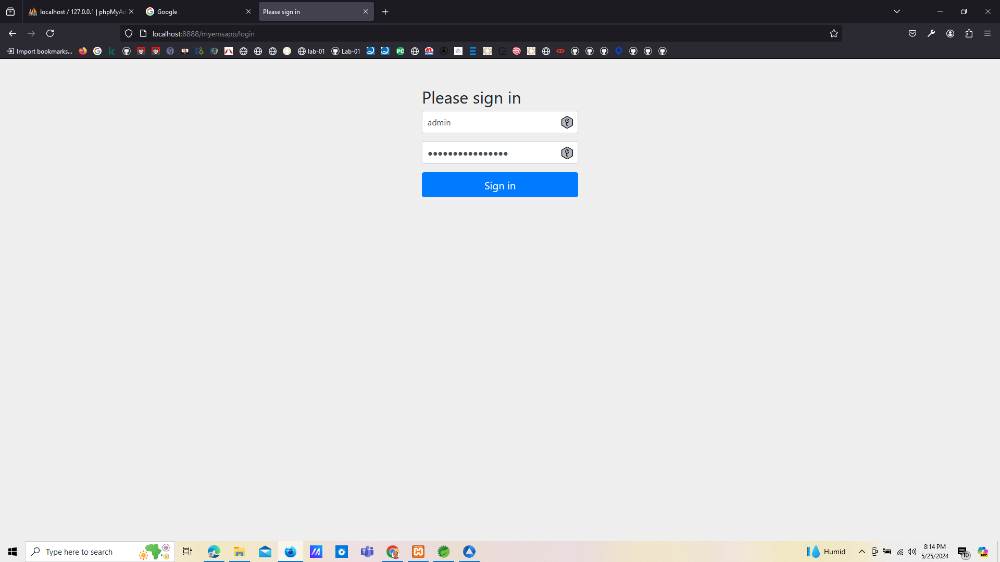 localhost / 127.0.0.1 | phpMyAd
Google
Please sign in
localhost:8888/myemsapp/login
Import bookmarks...
lab-01
Lab-01
Please sign in
admin
●●●●●●●●●●●●●●●●
Sign in
Type here to search
Humid
8:14 PM
5/25/2024
10